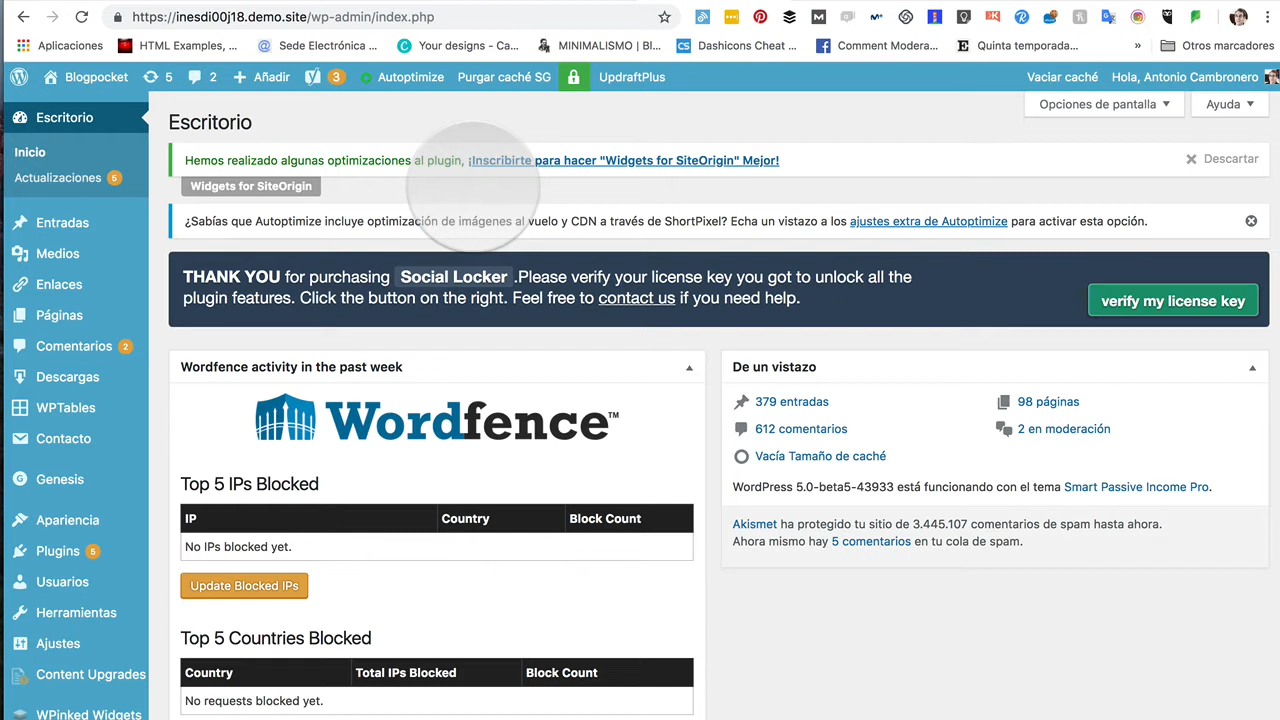 https://inesdi00j18.demo.site/wp-admin/index.php
Aplicaciones
HTML Examples, ...
Sede Electrónica ...
Your designs - Ca...
MINIMALISMO | Bl...
Dashicons Cheat ...
Comment Modera...
Quinta temporada...
»
Otros marcadores
Blogpocket
5
2
Añadir
3
Autoptimize
Purgar caché SG
UpdraftPlus
Vaciar caché
Hola, Antonio Cambronero
Escritorio
Inicio
Actualizaciones 5
Entradas
Medios
Enlaces
Páginas
Comentarios 2
Descargas
WPTables
Contacto
Genesis
Apariencia
Plugins 5
Usuarios
Herramientas
Ajustes
Content Upgrades
WPinked Widgets
Opciones de pantalla
Ayuda
Escritorio
Hemos realizado algunas optimizaciones al plugin, ¡Inscribirte para hacer "Widgets for SiteOrigin" Mejor!
Descartar
Widgets for SiteOrigin
¿Sabías que Autoptimize incluye optimización de imágenes al vuelo y CDN a través de ShortPixel? Echa un vistazo a los ajustes extra de Autoptimize para activar esta opción.
THANK YOU for purchasing Social Locker .Please verify your license key you got to unlock all the
plugin features. Click the button on the right. Feel free to contact us if you need help.
verify my license key
Wordfence activity in the past week
Wordfence™
Top 5 IPs Blocked
IP Country Block Count
No IPs blocked yet.
Update Blocked IPs
Top 5 Countries Blocked
Country Total IPs Blocked Block Count
No requests blocked yet.
De un vistazo
379 entradas
98 páginas
612 comentarios
2 en moderación
Vacía Tamaño de caché
WordPress 5.0-beta5-43933 está funcionando con el tema Smart Passive Income Pro.
Akismet ha protegido tu sitio de 3.445.107 comentarios de spam hasta ahora.
Ahora mismo hay 5 comentarios en tu cola de spam.